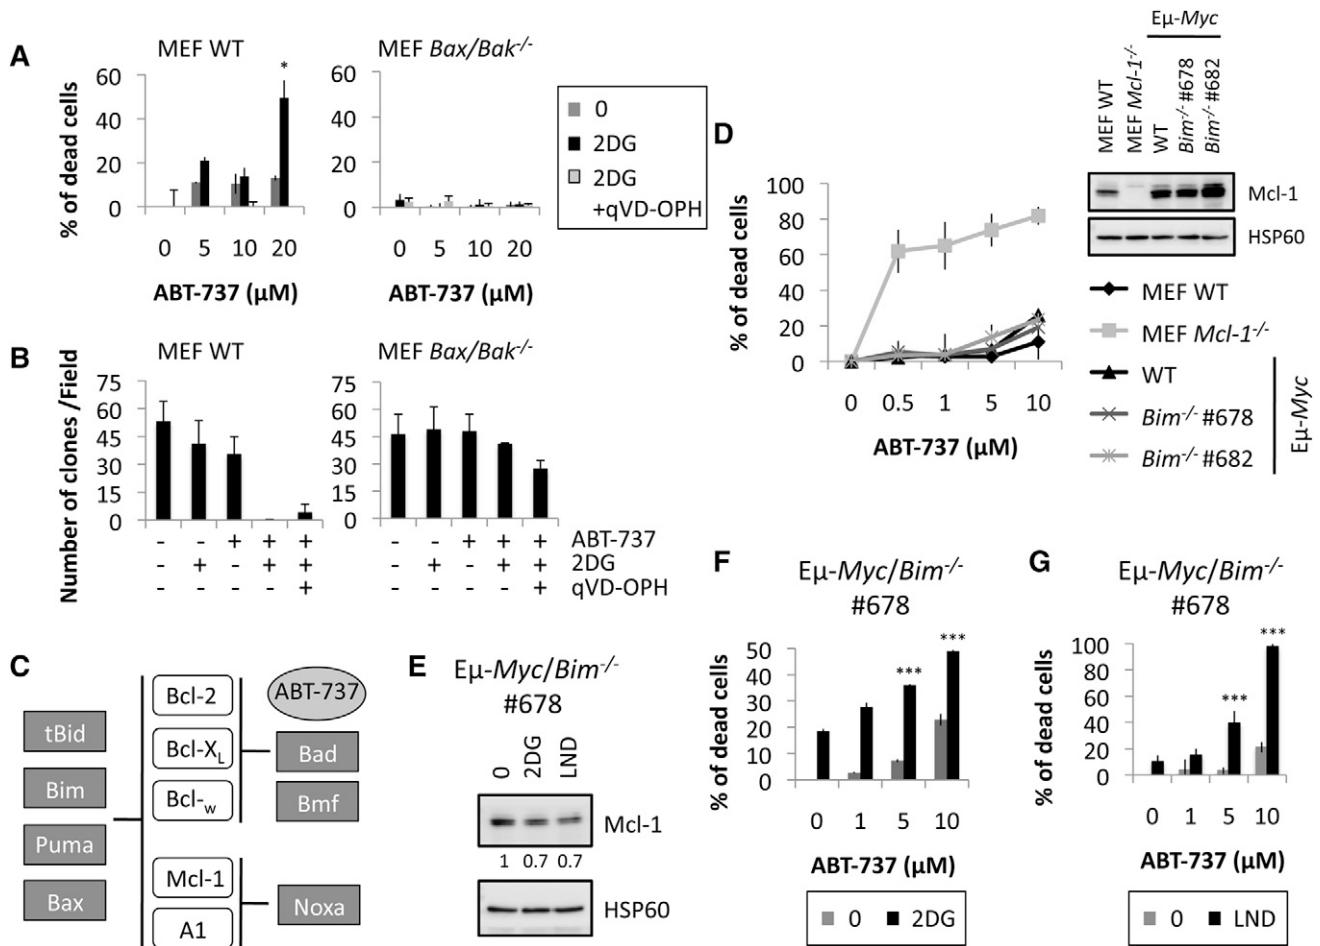 A
MEF WT
MEF Bax/Bak-/-
% of dead cells
60
40
20
0
0 5 10 20
ABT-737 (µM)
60
40
20
0
0 5 10 20
ABT-737 (µM)
*
0
2DG
2DG
+qVD-OPH
B
MEF WT
MEF Bax/Bak-/-
Number of clones /Field
75
60
45
30
15
0
75
60
45
30
15
0
- - + + + ABT-737
- + - + + 2DG
- - - - + qVD-OPH
- - + + +
- + - + +
- - - - +
C
tBid
Bim
Puma
Bax
Bcl-2
Bcl-XL
Bcl-w
Mcl-1
A1
ABT-737
Bad
Bmf
Noxa
D
% of dead cells
100
80
60
40
20
0
0 0.5 1 5 10
ABT-737 (µM)
Eµ-Myc
MEF WT
MEF Mcl-1-/-
WT
Bim-/- #678
Bim-/- #682
Mcl-1
HSP60
MEF WT
MEF Mcl-1-/-
WT
Bim-/- #678
Bim-/- #682
Eµ-Myc
E
Eµ-Myc/Bim-/-
#678
0 2DG LND
Mcl-1
1 0.7 0.7
HSP60
F
Eµ-Myc/Bim-/-
#678
% of dead cells
50
40
30
20
10
0
*** ***
0 1 5 10
ABT-737 (µM)
0 2DG
G
Eµ-Myc/Bim-/-
#678
% of dead cells
100
80
60
40
20
0
*** ***
0 1 5 10
ABT-737 (µM)
0 LND